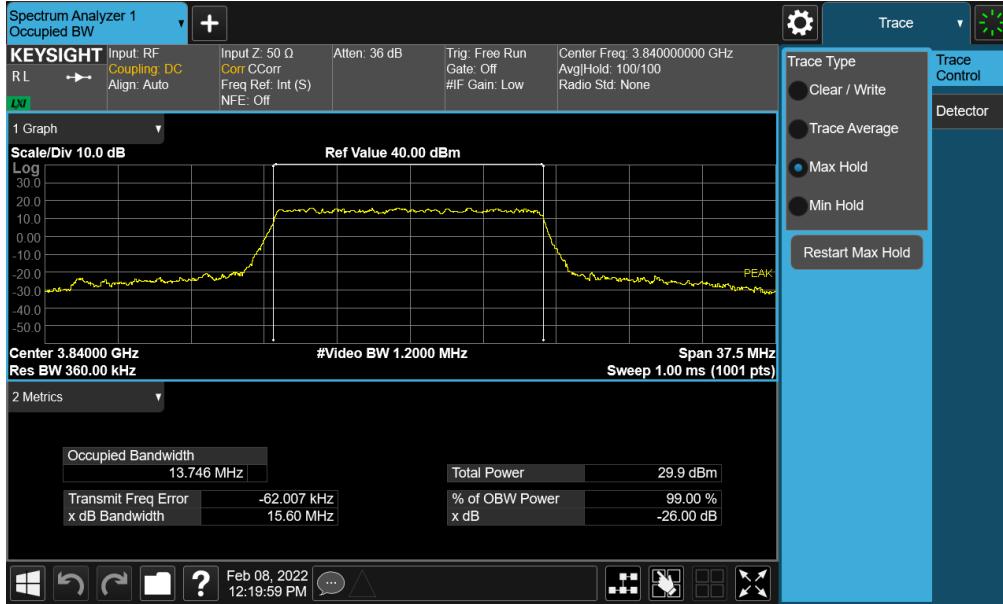 Spectrum Analyzer 1
Occupied BW
+
Trace
KEYSIGHT Input: RF Input Z: 50 Ω Atten: 36 dB Trig: Free Run Center Freq: 3.840000000 GHz
RL Coupling: DC Corr CCorr Gate: Off Avg|Hold: 100/100
Align: Auto Freq Ref: Int (S) #IF Gain: Low Radio Std: None
LXI NFE: Off
Trace Type
Clear / Write
Trace Average
Max Hold
Min Hold
Restart Max Hold
Trace
Control
Detector
1 Graph
Scale/Div 10.0 dB Ref Value 40.00 dBm
Log
30.0
20.0
10.0
0.00
-10.0
-20.0
PEAK
-30.0
-40.0
-50.0
Center 3.84000 GHz #Video BW 1.2000 MHz Span 37.5 MHz
Res BW 360.00 kHz Sweep 1.00 ms (1001 pts)
2 Metrics
Occupied Bandwidth
13.746 MHz Total Power 29.9 dBm
Transmit Freq Error -62.007 kHz % of OBW Power 99.00 %
x dB Bandwidth 15.60 MHz x dB -26.00 dB
? Feb 08, 2022
12:19:59 PM